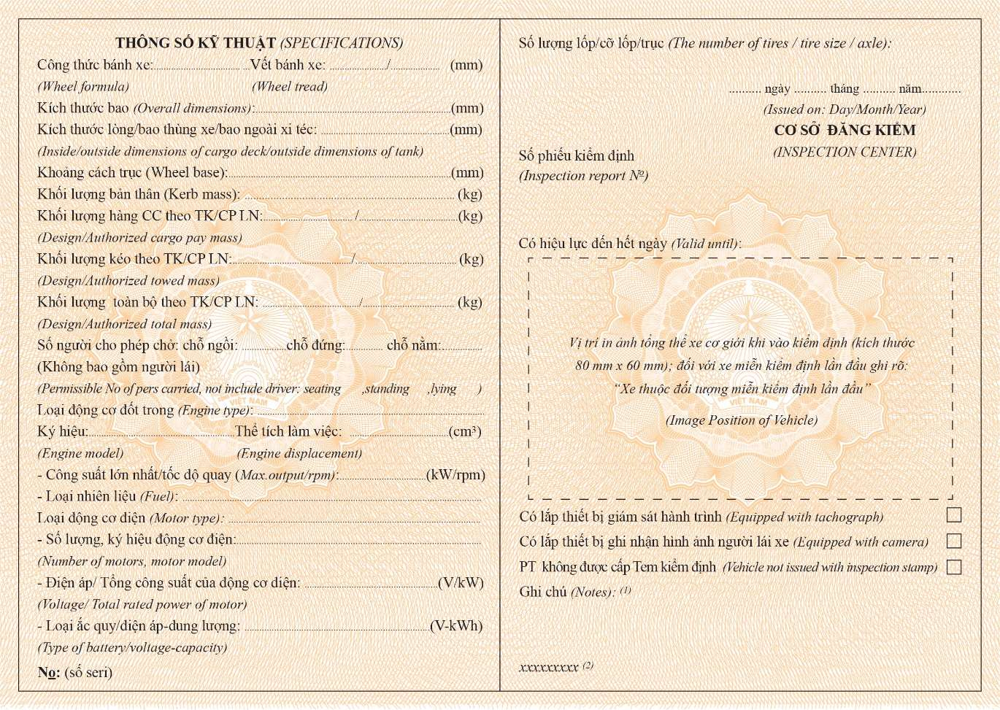 THÔNG SỐ KỸ THUẬT (SPECIFICATIONS)
Công thức bánh xe:........ Vết bánh xe: ......../........ (mm)
(Wheel formula) (Wheel tread)
Kích thước bao (Overall dimensions):........(mm)
Kích thước lòng/bao thùng xe/bao ngoài xi téc: ........(mm)
(Inside/outside dimensions of cargo deck/outside dimensions of tank)
Khoảng cách trục (Wheel base):........(mm)
Khối lượng bản thân (Kerb mass): ........ (kg)
Khối lượng hàng CC theo TK/CP LN:......../........(kg)
(Design/Authorized cargo pay mass)
Khối lượng kéo theo TK/CP LN:......../........ (kg)
(Design/Authorized towed mass)
Khối lượng toàn bộ theo TK/CP LN: ......../........ (kg)
(Design/Authorized total mass)
Số người cho phép chở: chỗ ngồi: ........chỗ đứng:........ chỗ nằm:........
(Không bao gồm người lái)
(Permissible No of pers carried, not include driver: seating ,standing ,lying )
Loại động cơ đốt trong (Engine type): ........
Ký hiệu:........Thể tích làm việc: ........(cm³)
(Engine model) (Engine displacement)
- Công suất lớn nhất/tốc độ quay (Max.output/rpm):........(kW/rpm)
- Loại nhiên liệu (Fuel): ........
Loại động cơ điện (Motor type): ........
- Số lượng, ký hiệu động cơ điện:........
(Number of motors, motor model)
- Điện áp/ Tổng công suất của động cơ điện: ........(V/kW)
(Voltage/ Total rated power of motor)
- Loại ắc quy/điện áp-dung lượng: ........(V-kWh)
(Type of battery/voltage-capacity)
No: (số seri)
Số lượng lốp/cỡ lốp/trục (The number of tires / tire size / axle):
.......... ngày .......... tháng .......... năm............
(Issued on: Day/Month/Year)
CƠ SỞ ĐĂNG KIỂM
(INSPECTION CENTER)
Số phiếu kiểm định
(Inspection report Nº)
Có hiệu lực đến hết ngày (Valid until):
Vị trí in ảnh tổng thể xe cơ giới khi vào kiểm định (kích thước
80 mm x 60 mm); đối với xe miễn kiểm định lần đầu ghi rõ:
“Xe thuộc đối tượng miễn kiểm định lần đầu”
(Image Position of Vehicle)
Có lắp thiết bị giám sát hành trình (Equipped with tachograph)
Có lắp thiết bị ghi nhận hình ảnh người lái xe (Equipped with camera)
PT không được cấp Tem kiểm định (Vehicle not issued with inspection stamp)
Ghi chú (Notes): (1)
xxxxxxxxx (2)
VIỆT NAM
VIỆT NAM